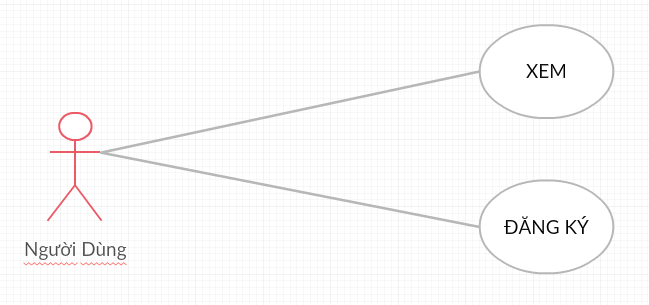 XEM
ĐĂNG KÝ
Người Dùng